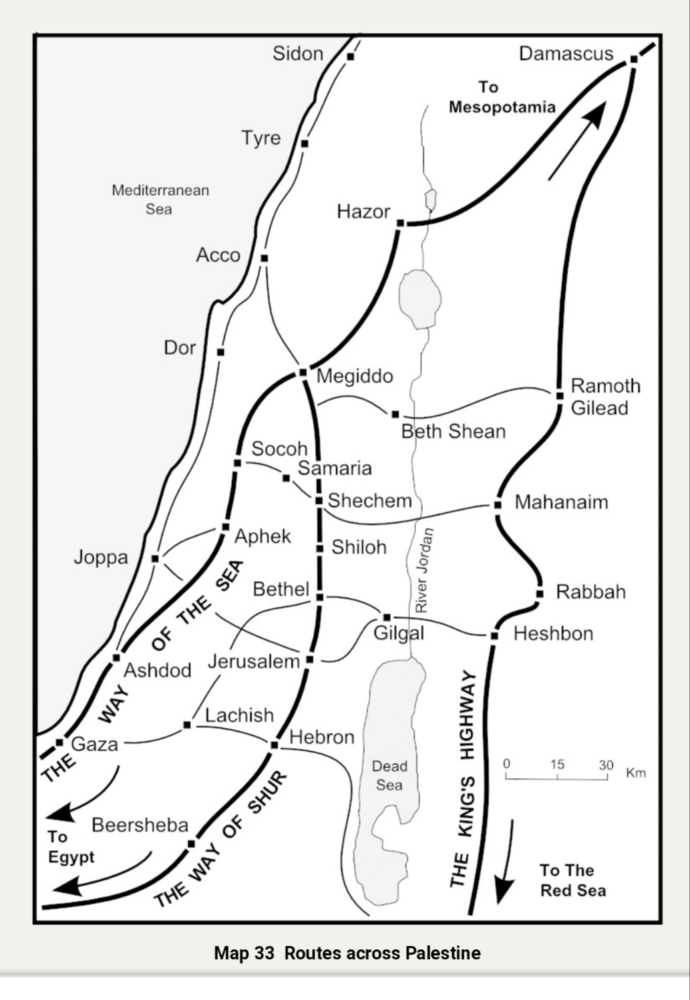 Sidon
Damascus
To
Mesopotamia
Tyre
Mediterranean
Sea
Hazor
Acco
Dor
Megiddo
Ramoth
Gilead
Beth Shean
Socoh
Samaria
Shechem
Mahanaim
Aphek
Shiloh
Joppa
River Jordan
Bethel
Rabbah
Gilgal
Heshbon
Jerusalem
Ashdod
THE WAY OF THE SEA
Lachish
Gaza
Hebron
THE KING'S HIGHWAY
Dead
Sea
0 15 30 Km
Beersheba
To
Egypt
THE WAY OF SHUR
To The
Red Sea
Map 33 Routes across Palestine